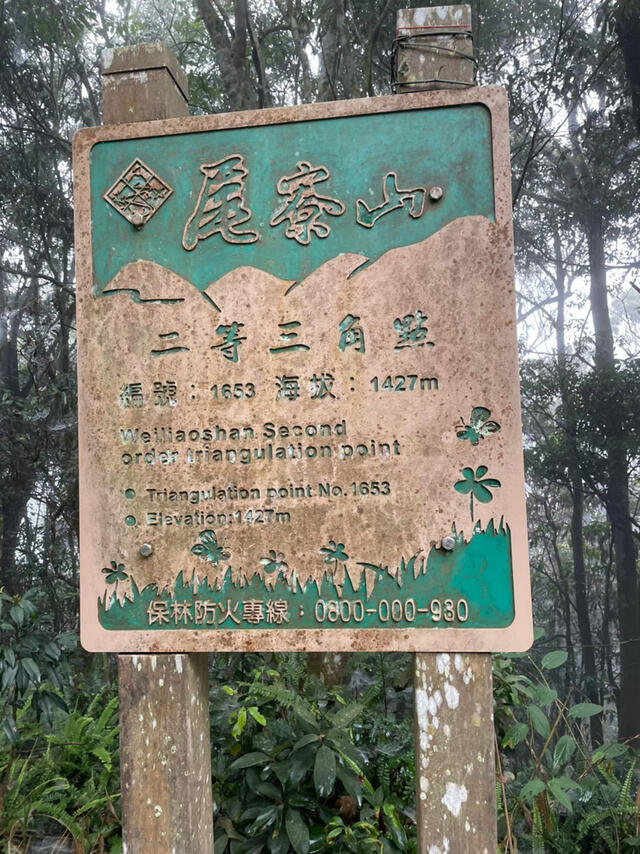 尾寮山
二等三角點
編號：1653 海拔：1427m
Weiliaoshan Second
order triangulation point
Triangulation point No.1653
Elevation:1427m
保林防火專線：0800-000-930